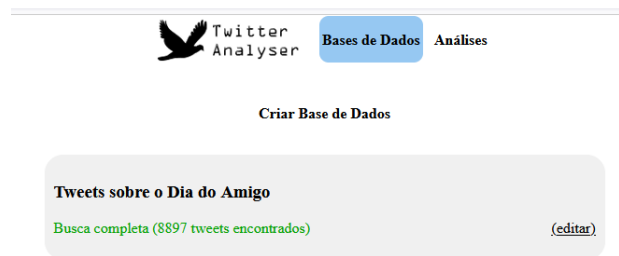 Twitter
Analyser
Bases de Dados Análises
Criar Base de Dados
Tweets sobre o Dia do Amigo
Busca completa (8897 tweets encontrados) (editar)